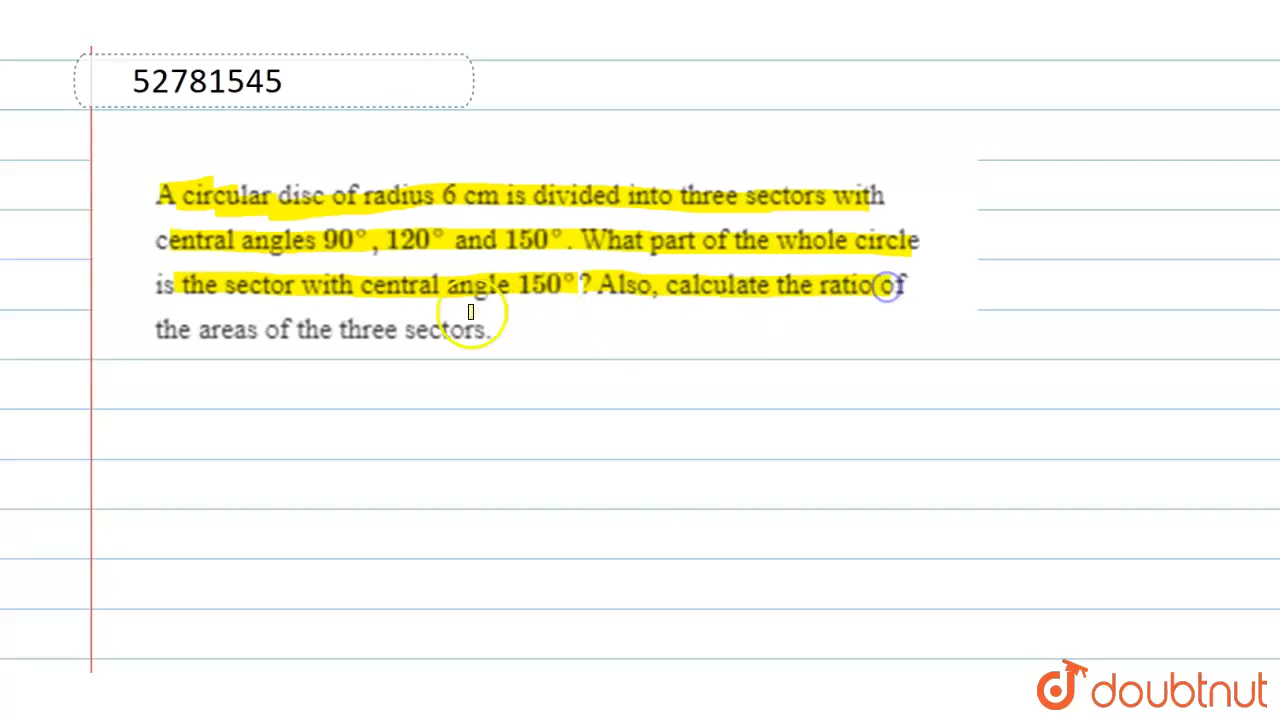 52781545
A circular disc of radius 6 cm is divided into three sectors with
central angles 90°, 120° and 150°. What part of the whole circle
is the sector with central angle 150°? Also, calculate the ratio of
the areas of the three sectors.
doubtnut